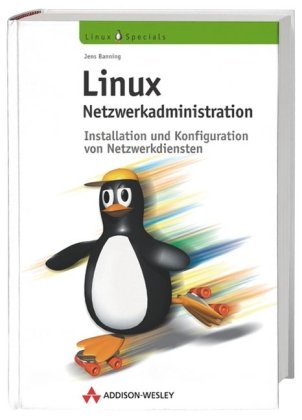 Linux Specials
Jens Banning
Linux
Netzwerkadministration
Installation und Konfiguration
von Netzwerkdiensten
ADDISON-WESLEY